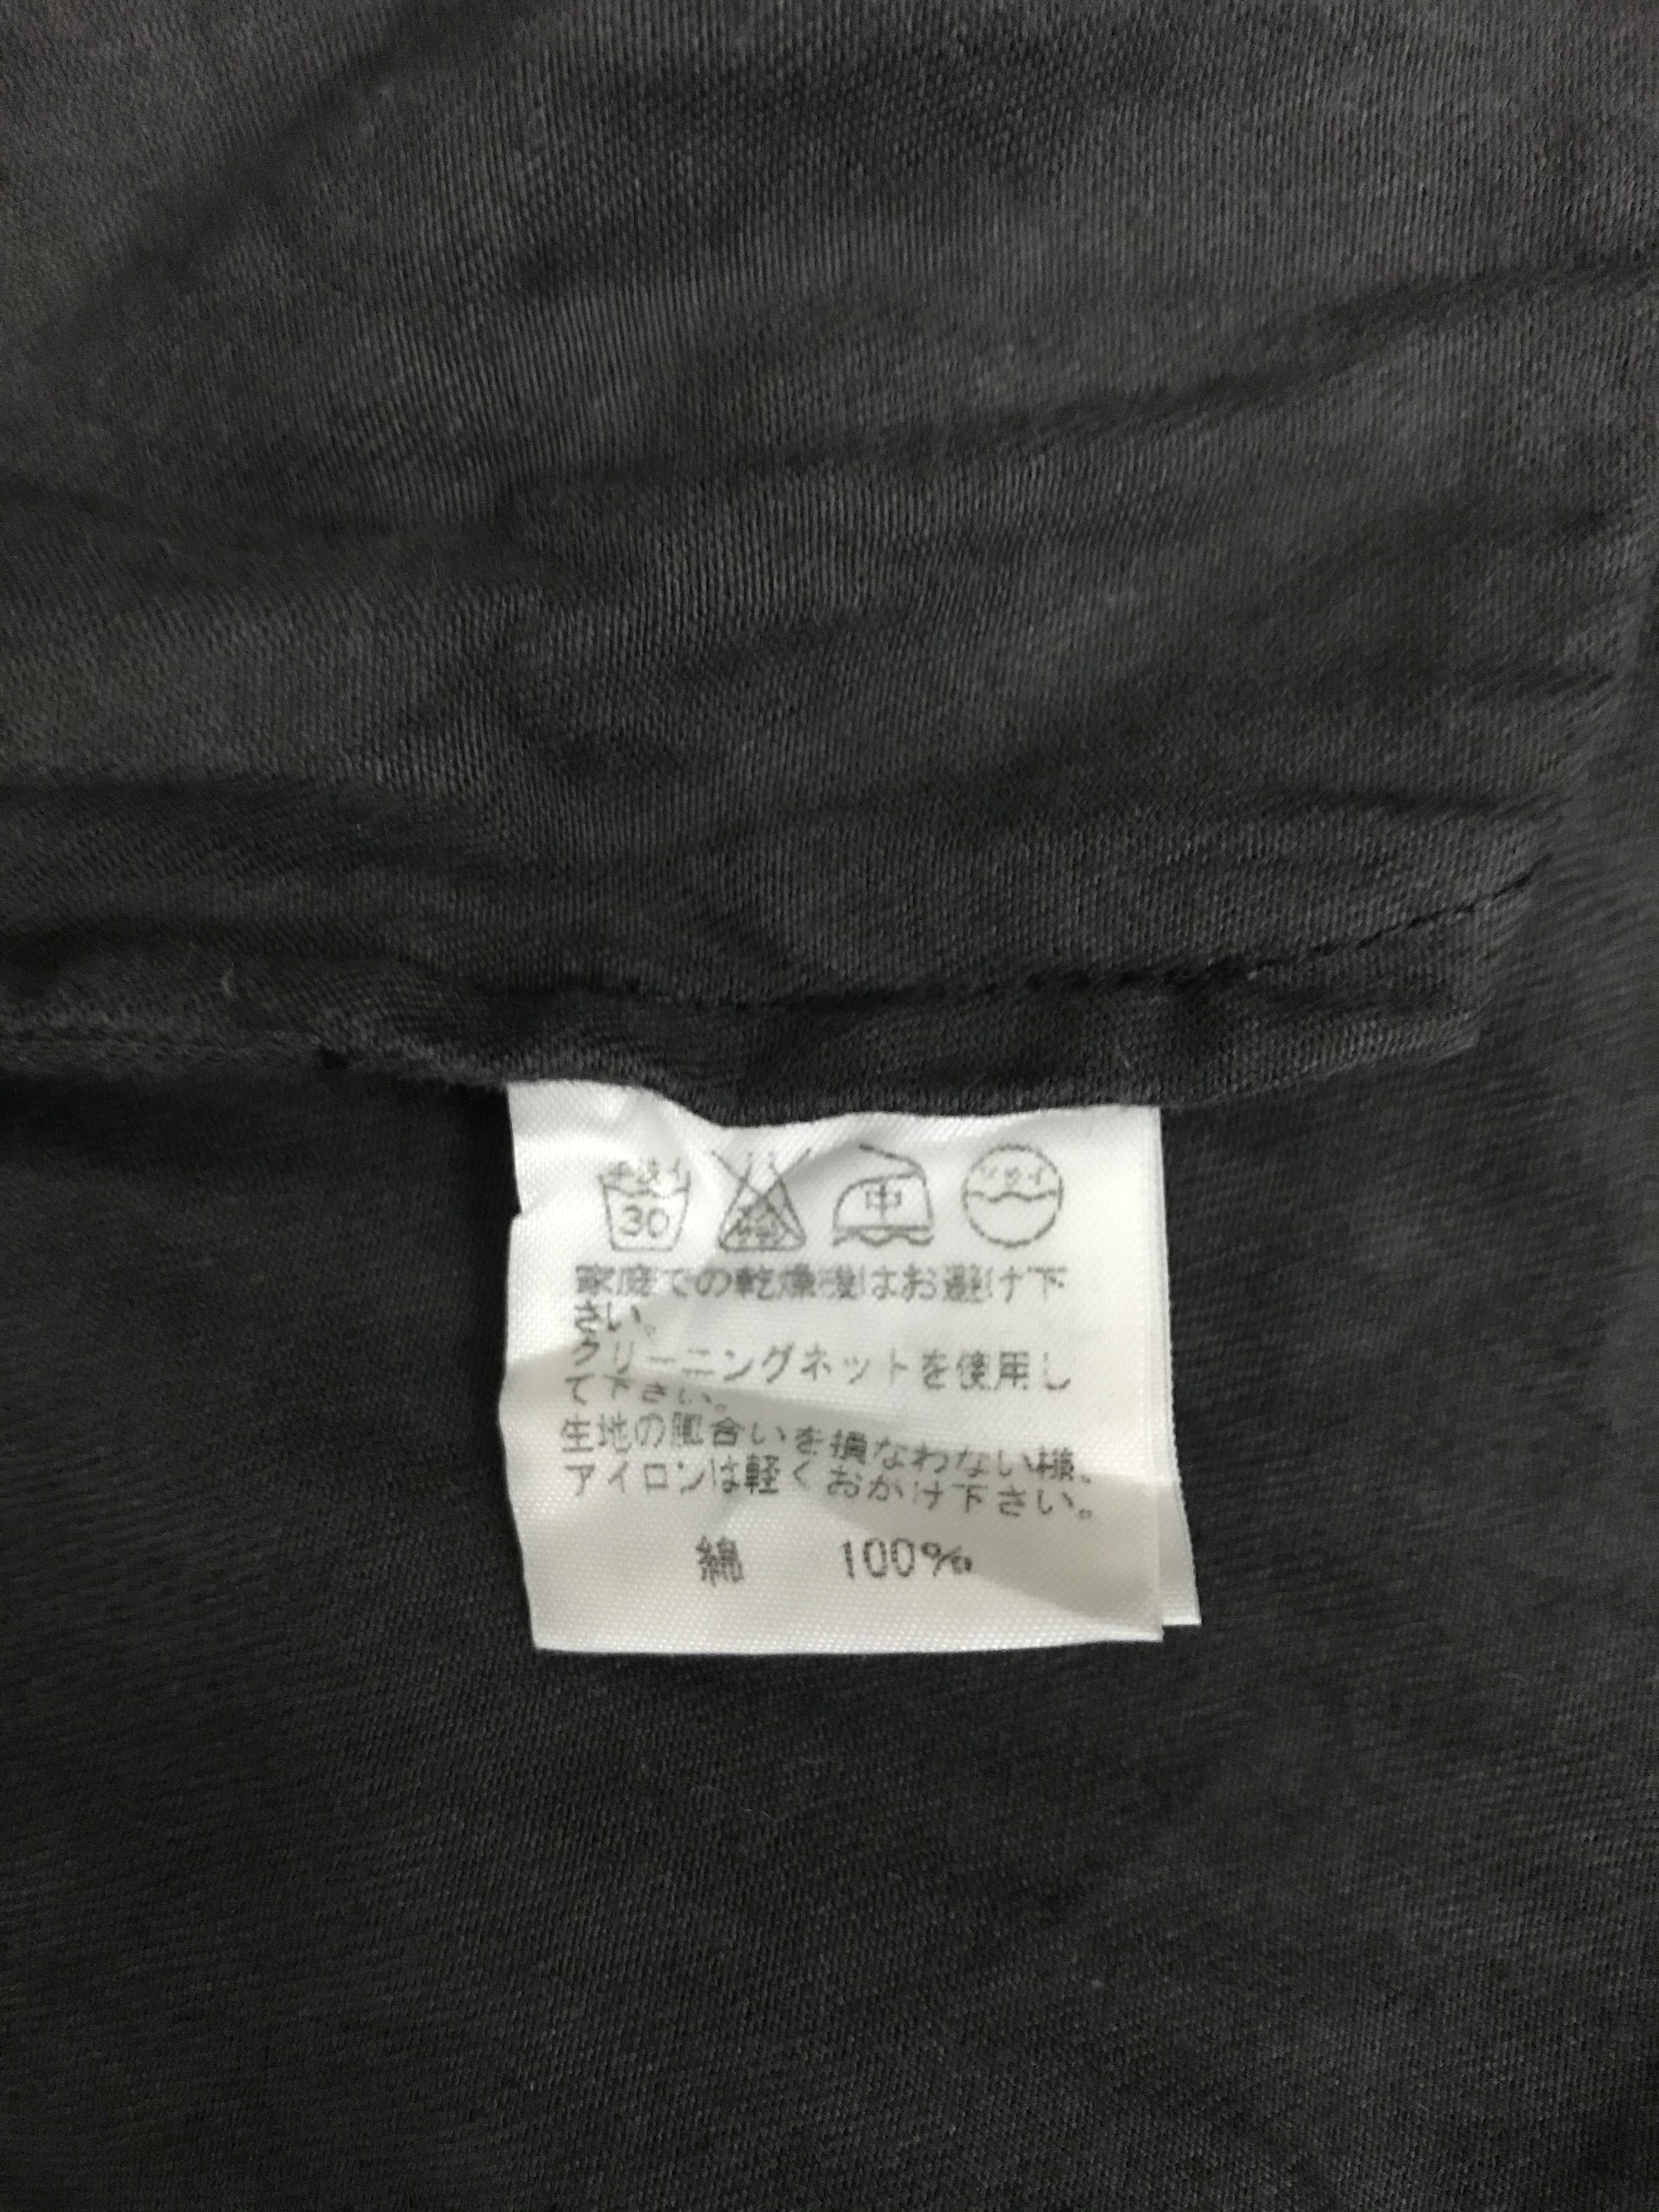 手洗イ
30
中
ドライ
家庭での乾燥機はお避け下
さい。
クリーニングネットを使用し
て下さい。
生地の風合いを損なわない様、
アイロンは軽くおかけ下さい。
綿 100%